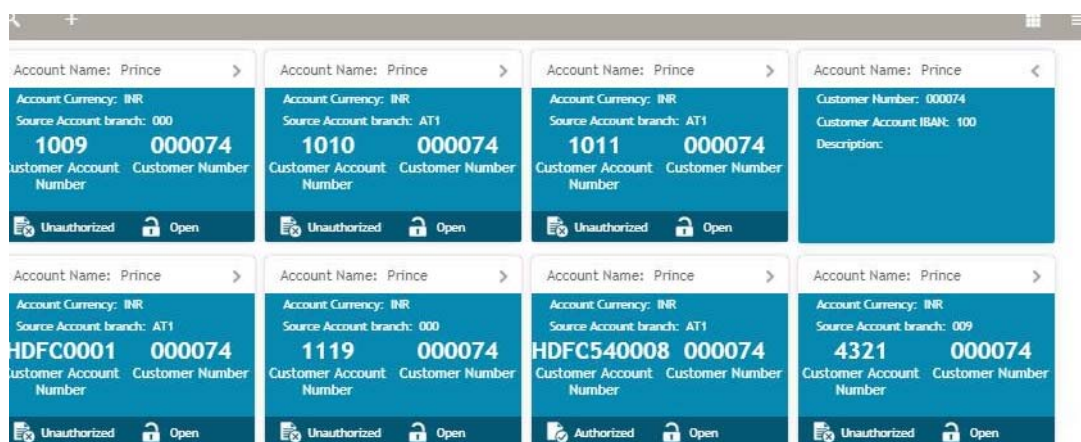 Account Name: Prince
Account Currency: INR
Source Account branch: 000
1009 000074
Customer Account Number Customer Number
Unauthorized Open
Account Name: Prince
Account Currency: INR
Source Account branch: AT1
1010 000074
Customer Account Number Customer Number
Unauthorized Open
Account Name: Prince
Account Currency: INR
Source Account branch: AT1
1011 000074
Customer Account Number Customer Number
Unauthorized Open
Account Name: Prince
Customer Number: 000074
Customer Account IBAN: 100
Description:
Account Name: Prince
Account Currency: INR
Source Account branch: AT1
HDFC0001 000074
Customer Account Number Customer Number
Unauthorized Open
Account Name: Prince
Account Currency: INR
Source Account branch: 000
1119 000074
Customer Account Number Customer Number
Unauthorized Open
Account Name: Prince
Account Currency: INR
Source Account branch: AT1
HDFC540008 000074
Customer Account Number Customer Number
Authorized Open
Account Name: Prince
Account Currency: INR
Source Account branch: 009
4321 000074
Customer Account Number Customer Number
Unauthorized Open